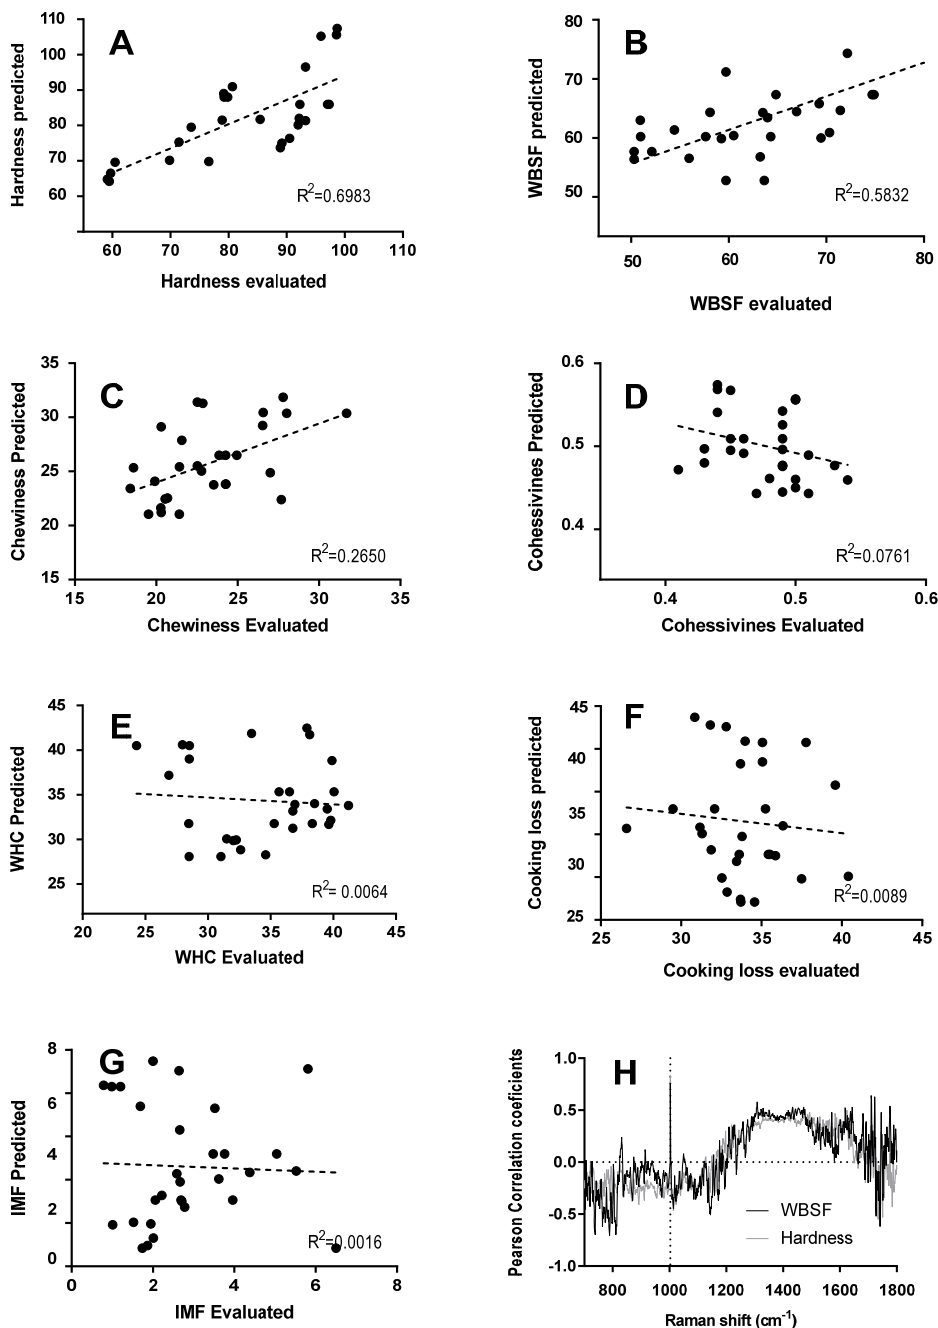 A
Hardness predicted
110
100
90
80
70
60
R2=0.6983
60 70 80 90 100 110
Hardness evaluated
B
WBSF predicted
80
70
60
50
R2=0.5832
50 60 70 80
WBSF evaluated
C
Chewiness Predicted
35
30
25
20
15
R2=0.2650
15 20 25 30 35
Chewiness Evaluated
D
Cohessivines Predicted
0.6
0.5
0.4
R2=0.0761
0.4 0.5 0.6
Cohessivines Evaluated
E
WHC Predicted
45
40
35
30
25
R2= 0.0064
20 25 30 35 40 45
WHC Evaluated
F
Cooking loss predicted
45
40
35
30
25
R2=0.0089
25 30 35 40 45
Cooking loss evaluated
G
IMF Predicted
8
6
4
2
0
R2=0.0016
0 2 4 6 8
IMF Evaluated
H
Pearson Correlation coeficients
1.0
0.5
0.0
-0.5
-1.0
WBSF
Hardness
800 1000 1200 1400 1600 1800
Raman shift (cm-1)